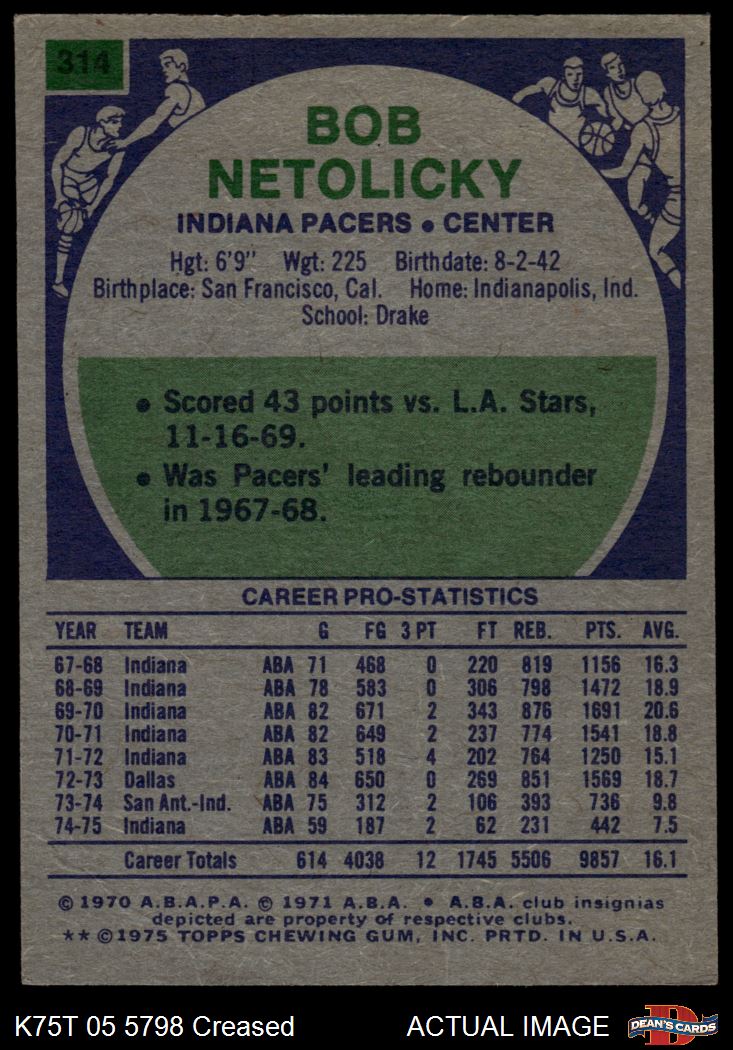 314
BOB
NETOLICKY
INDIANA PACERS • CENTER
Hgt: 6'9" Wgt: 225 Birthdate: 8-2-42
Birthplace: San Francisco, Cal. Home: Indianapolis, Ind.
School: Drake
• Scored 43 points vs. L.A. Stars,
11-16-69.
• Was Pacers' leading rebounder
in 1967-68.
CAREER PRO-STATISTICS
YEAR TEAM G FG 3 PT FT REB. PTS. AVG.
67-68 Indiana ABA 71 468 0 220 819 1156 16.3
68-69 Indiana ABA 78 583 0 306 798 1472 18.9
69-70 Indiana ABA 82 671 2 343 876 1691 20.6
70-71 Indiana ABA 82 649 2 237 774 1541 18.8
71-72 Indiana ABA 83 518 4 202 764 1250 15.1
72-73 Dallas ABA 84 650 0 269 851 1569 18.7
73-74 San Ant.-Ind. ABA 75 312 2 106 393 736 9.8
74-75 Indiana ABA 59 187 2 62 231 442 7.5
Career Totals 614 4038 12 1745 5506 9857 16.1
© 1970 A.B.A.P.A. © 1971 A.B.A. • A.B.A. club insignias
depicted are property of respective clubs.
** © 1975 TOPPS CHEWING GUM, INC. PRTD. IN U.S.A.
K75T 05 5798 Creased ACTUAL IMAGE
DEAN'S CARDS